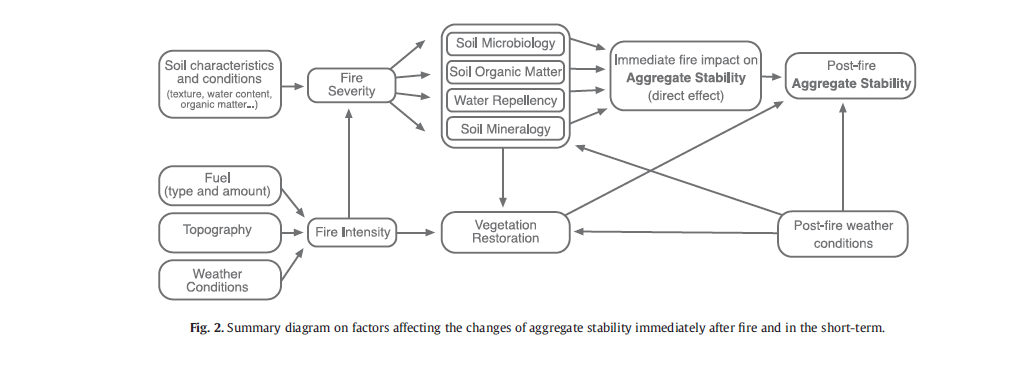 Soil characteristics
and conditions
(texture, water content,
organic matter...)
Fire
Severity
Soil Microbiology
Soil Organic Matter
Water Repellency
Soil Mineralogy
Immediate fire impact on
Aggregate Stability
(direct effect)
Post-fire
Aggregate Stability
Fuel
(type and amount)
Topography
Weather
Conditions
Fire Intensity
Vegetation
Restoration
Post-fire weather
conditions
Fig. 2. Summary diagram on factors affecting the changes of aggregate stability immediately after fire and in the short-term.